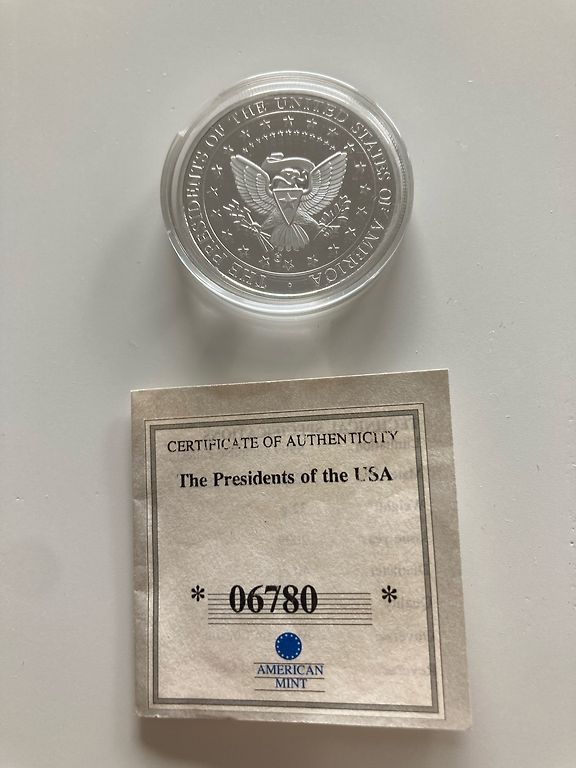 THE PRESIDENTS OF THE UNITED STATES OF AMERICA
CERTIFICATE OF AUTHENTICITY
The Presidents of the USA
* 06780 *
AMERICAN
MINT